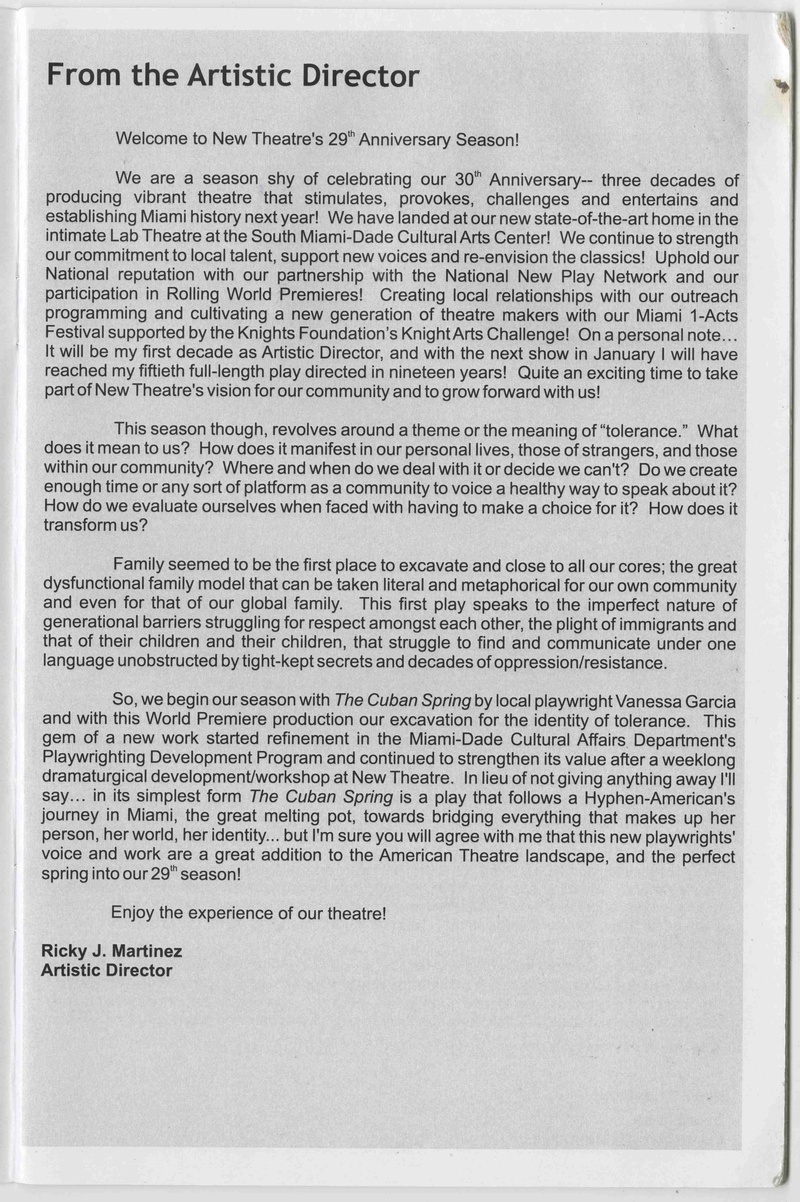 From the Artistic Director
Welcome to New Theatre's 29th Anniversary Season!
We are a season shy of celebrating our 30th Anniversary-- three decades of
producing vibrant theatre that stimulates, provokes, challenges and entertains and
establishing Miami history next year! We have landed at our new state-of-the-art home in the
intimate Lab Theatre at the South Miami-Dade Cultural Arts Center! We continue to strength
our commitment to local talent, support new voices and re-envision the classics! Uphold our
National reputation with our partnership with the National New Play Network and our
participation in Rolling World Premieres! Creating local relationships with our outreach
programming and cultivating a new generation of theatre makers with our Miami 1-Acts
Festival supported by the Knights Foundation's KnightArts Challenge! On a personal note...
It will be my first decade as Artistic Director, and with the next show in January I will have
reached my fiftieth full-length play directed in nineteen years! Quite an exciting time to take
part of New Theatre's vision for our community and to grow forward with us!
This season though, revolves around a theme or the meaning of “tolerance.” What
does it mean to us? How does it manifest in our personal lives, those of strangers, and those
within our community? Where and when do we deal with it or decide we can't? Do we create
enough time or any sort of platform as a community to voice a healthy way to speak about it?
How do we evaluate ourselves when faced with having to make a choice for it? How does it
transform us?
Family seemed to be the first place to excavate and close to all our cores; the great
dysfunctional family model that can be taken literal and metaphorical for our own community
and even for that of our global family. This first play speaks to the imperfect nature of
generational barriers struggling for respect amongst each other, the plight of immigrants and
that of their children and their children, that struggle to find and communicate under one
language unobstructed by tight-kept secrets and decades of oppression/resistance.
So, we begin our season with The Cuban Spring by local playwright Vanessa Garcia
and with this World Premiere production our excavation for the identity of tolerance. This
gem of a new work started refinement in the Miami-Dade Cultural Affairs Department's
Playwrighting Development Program and continued to strengthen its value after a weeklong
dramaturgical development/workshop at New Theatre. In lieu of not giving anything away I'll
say... in its simplest form The Cuban Spring is a play that follows a Hyphen-American's
journey in Miami, the great melting pot, towards bridging everything that makes up her
person, her world, her identity... but I'm sure you will agree with me that this new playwrights'
voice and work are a great addition to the American Theatre landscape, and the perfect
spring into our 29th season!
Enjoy the experience of our theatre!
Ricky J. Martinez
Artistic Director